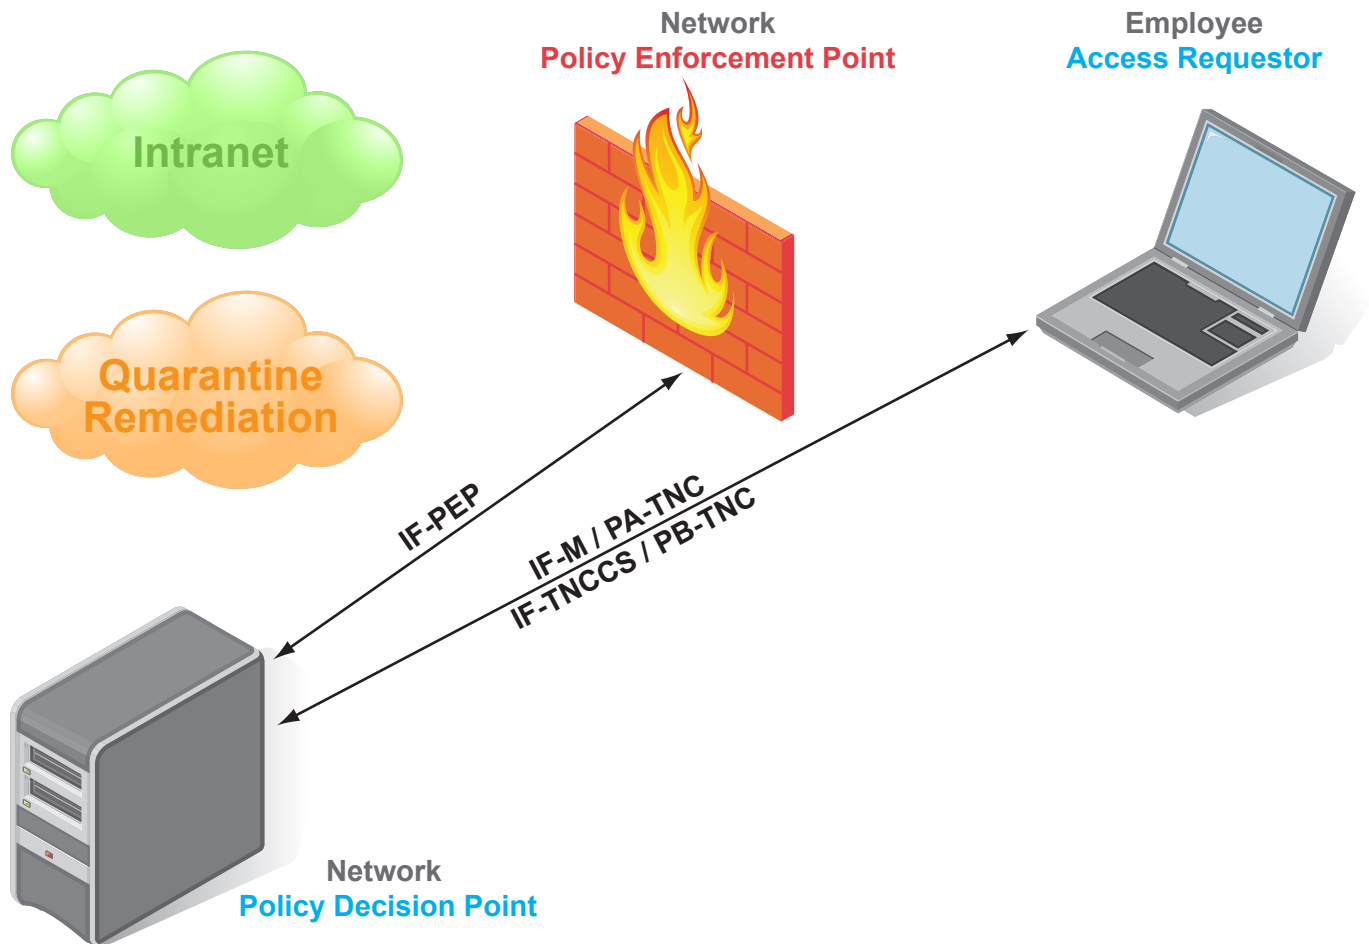 Network
Policy Enforcement Point
Employee
Access Requestor
Intranet
Quarantine
Remediation
IF-PEP
IF-M / PA-TNC
IF-TNCCS / PB-TNC
Network
Policy Decision Point